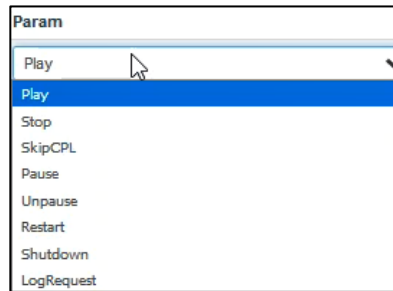 Param
Play
Play
Stop
SkipCPL
Pause
Unpause
Restart
Shutdown
LogRequest